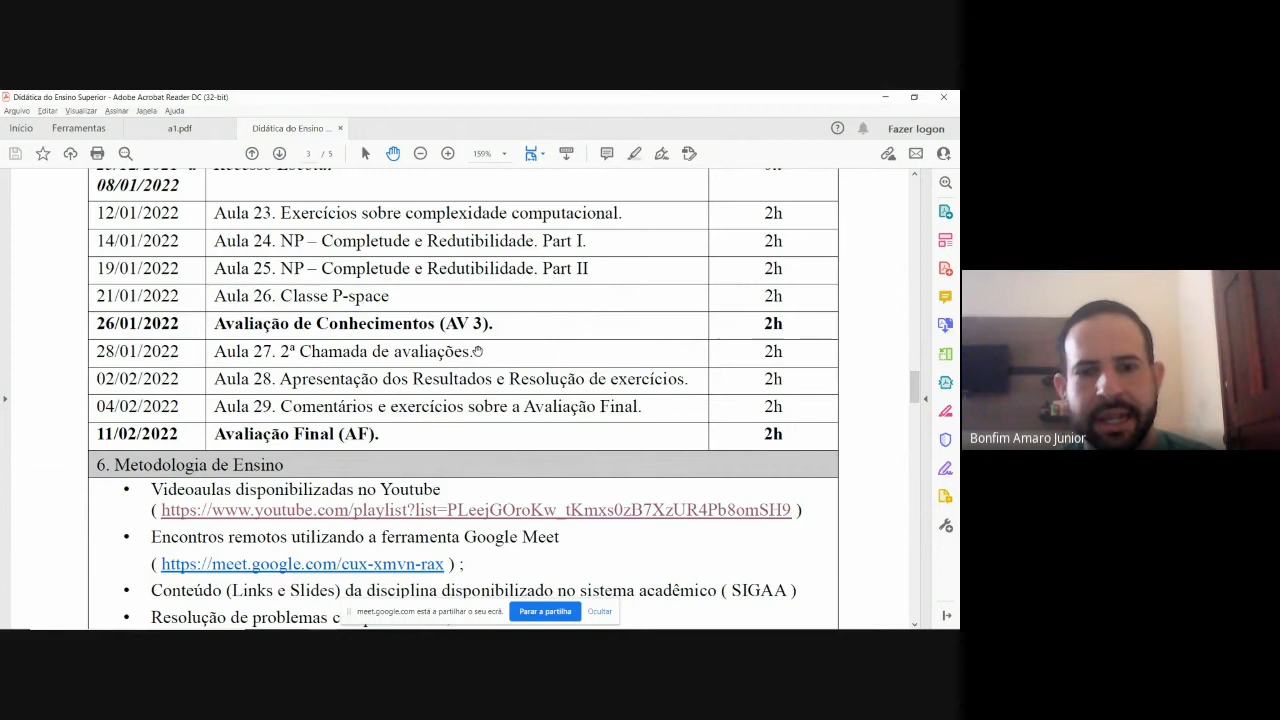 Didática do Ensino Superior - Adobe Acrobat Reader DC (32-bit)
Arquivo Editar Visualizar Assinar Janela Ajuda
Início Ferramentas a1.pdf Didática do Ensino ... × Fazer logon
3 / 5 159%
08/01/2022
12/01/2022 Aula 23. Exercícios sobre complexidade computacional. 2h
14/01/2022 Aula 24. NP – Completude e Redutibilidade. Part I. 2h
19/01/2022 Aula 25. NP – Completude e Redutibilidade. Part II 2h
21/01/2022 Aula 26. Classe P-space 2h
26/01/2022 Avaliação de Conhecimentos (AV 3). 2h
28/01/2022 Aula 27. 2ª Chamada de avaliações. 2h
02/02/2022 Aula 28. Apresentação dos Resultados e Resolução de exercícios. 2h
04/02/2022 Aula 29. Comentários e exercícios sobre a Avaliação Final. 2h
11/02/2022 Avaliação Final (AF). 2h
6. Metodologia de Ensino
• Videoaulas disponibilizadas no Youtube
( https://www.youtube.com/playlist?list=PLeejGOroKw_tKmxs0zB7XzUR4Pb8omSH9 )
• Encontros remotos utilizando a ferramenta Google Meet
( https://meet.google.com/cux-xmvn-rax ) ;
• Conteúdo (Links e Slides) da disciplina disponibilizado no sistema acadêmico ( SIGAA )
• Resolução de problemas
meet.google.com está a partilhar o seu ecrã. Parar a partilha Ocultar
Bonfim Amaro Junior